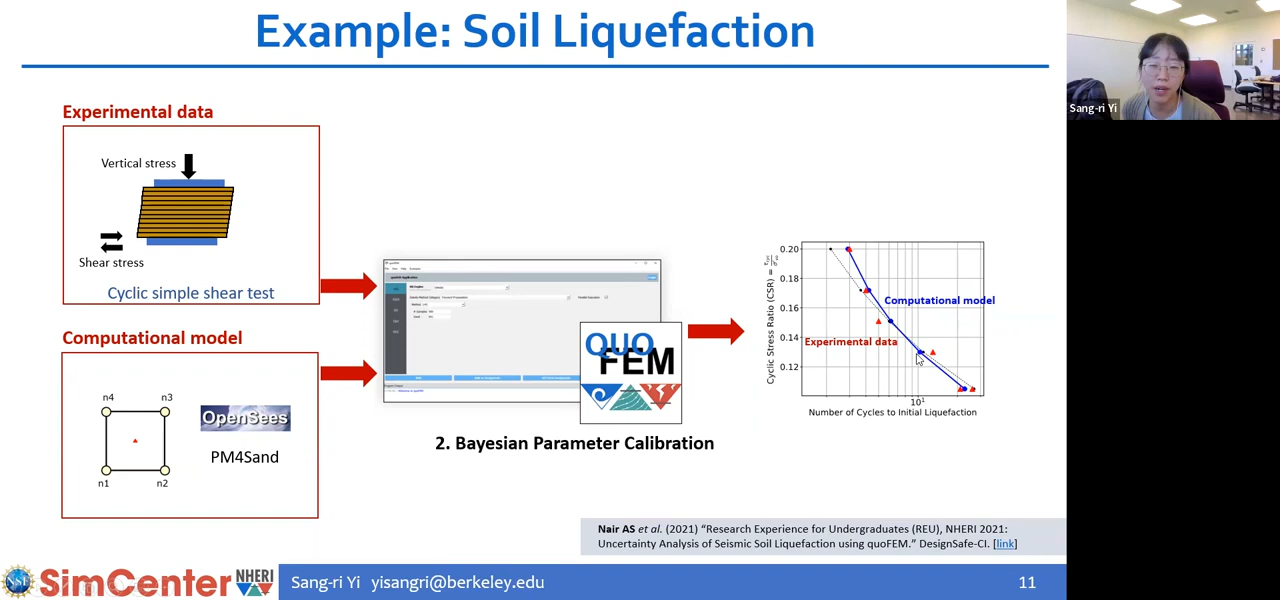 Example: Soil Liquefaction
Sang-ri Yi
Experimental data
Vertical stress
Shear stress
Cyclic simple shear test
Computational model
n4
n3
n1
n2
OpenSees
PM4Sand
QUO
FEM
2. Bayesian Parameter Calibration
Cyclic Stress Ratio (CSR) =
0.20
0.18
0.16
0.14
0.12
Computational model
Experimental data
10¹
Number of Cycles to Initial Liquefaction
Nair AS et al. (2021) “Research Experience for Undergraduates (REU), NHERI 2021:
Uncertainty Analysis of Seismic Soil Liquefaction using quoFEM.” DesignSafe-CI. [link]
NSF
SimCenter
NHERI
Sang-ri Yi yisangri@berkeley.edu
11